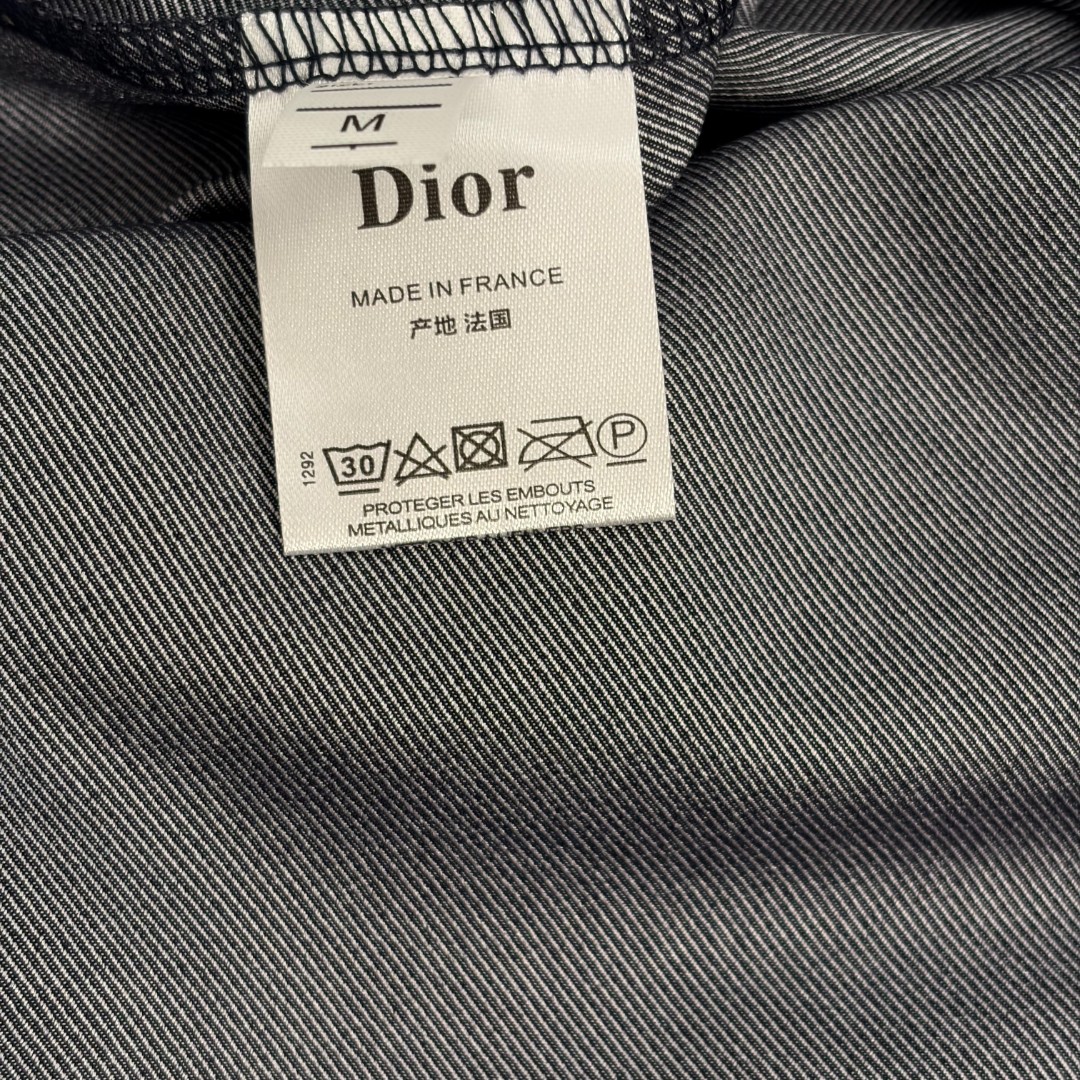 M
Dior
MADE IN FRANCE
产地 法国
1292
30 P
PROTEGER LES EMBOUTS
METALLIQUES AU NETTOYAGE